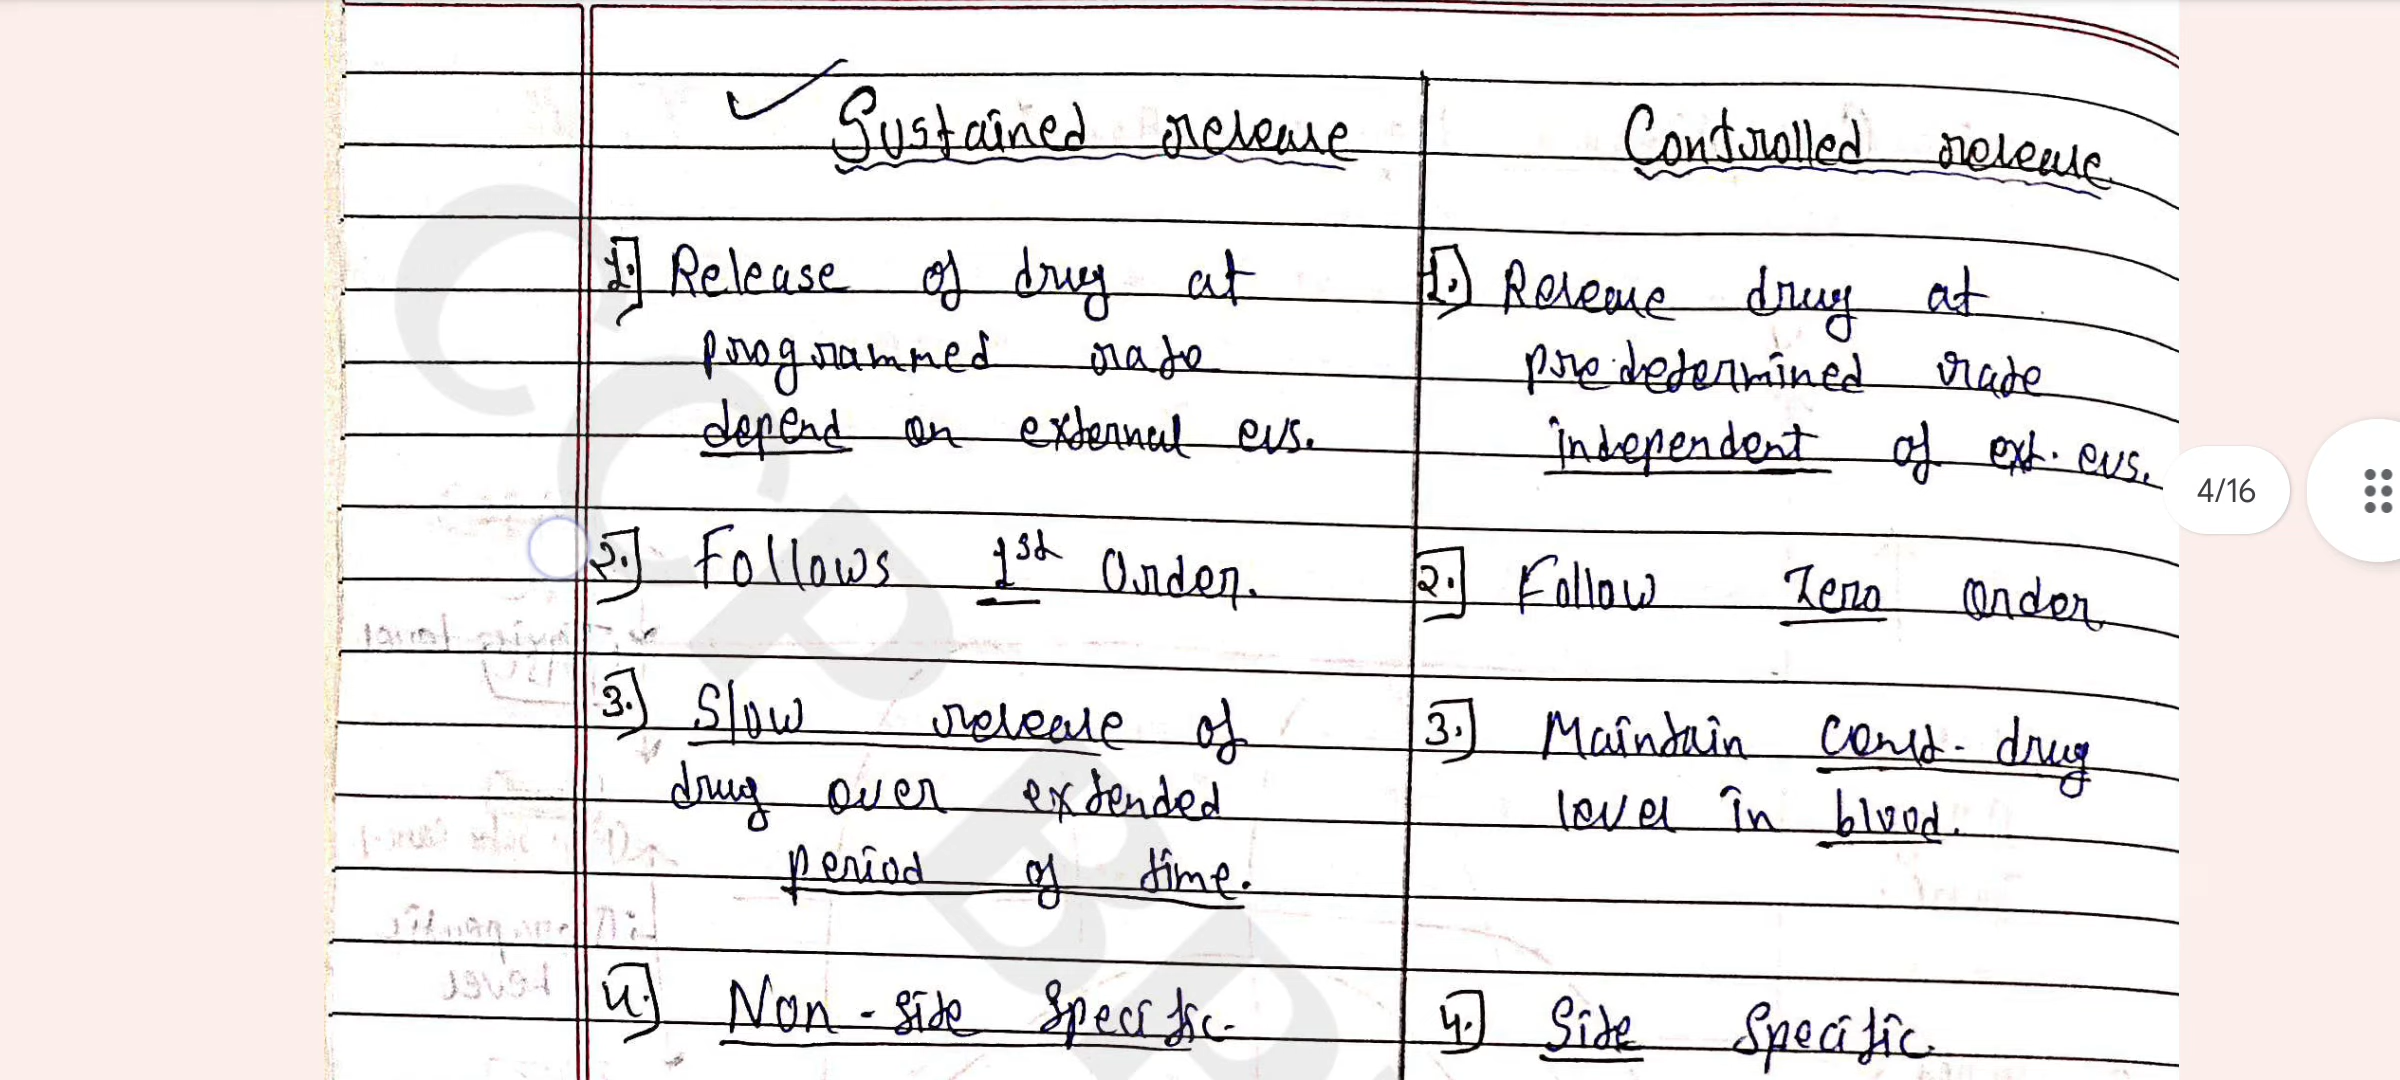 Sustained release
Controlled release
1. Release of drug at
programmed rate
depend on external evs.
1. Release drug at
predetermined rate
independent of ext. evs.
4/16
2. Follows 1st Order.
2. Follow Zero order
3. Slow release of
drug over extended
period of time.
3. Maintain const. drug
level in blood.
4. Non-site specific.
4. Site specific.